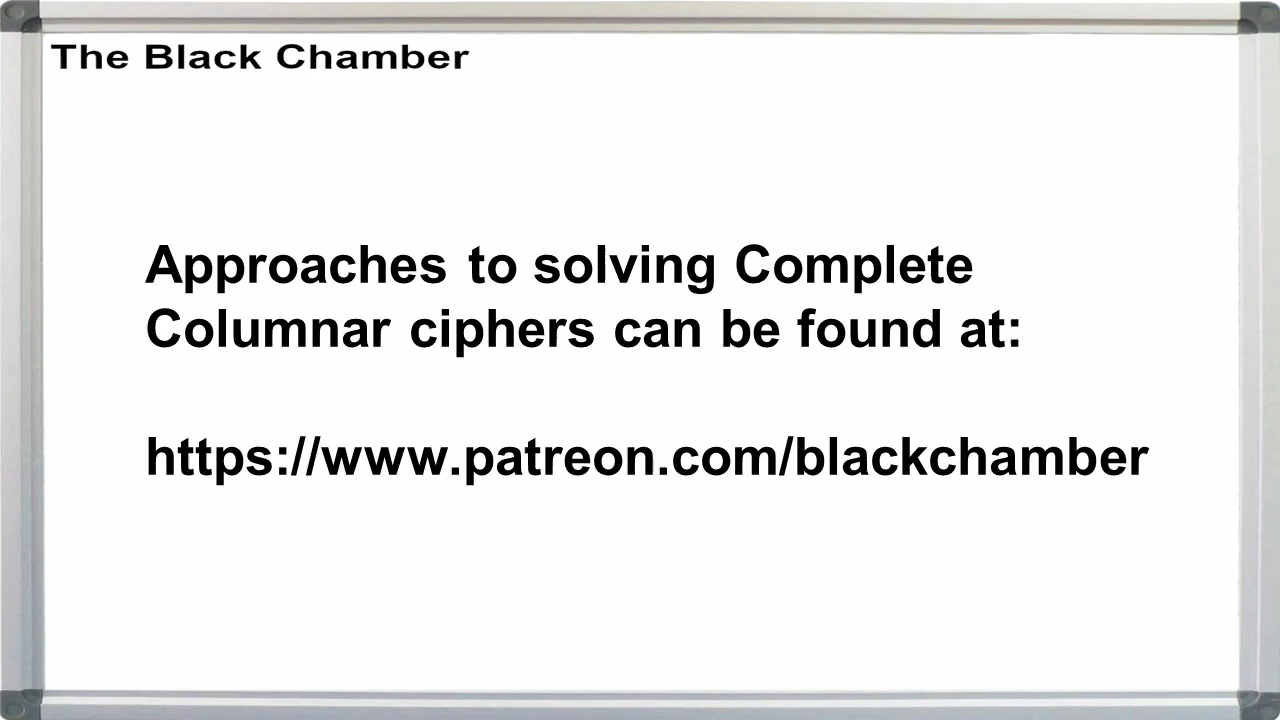 The Black Chamber
Approaches to solving Complete
Columnar ciphers can be found at:
https://www.patreon.com/blackchamber